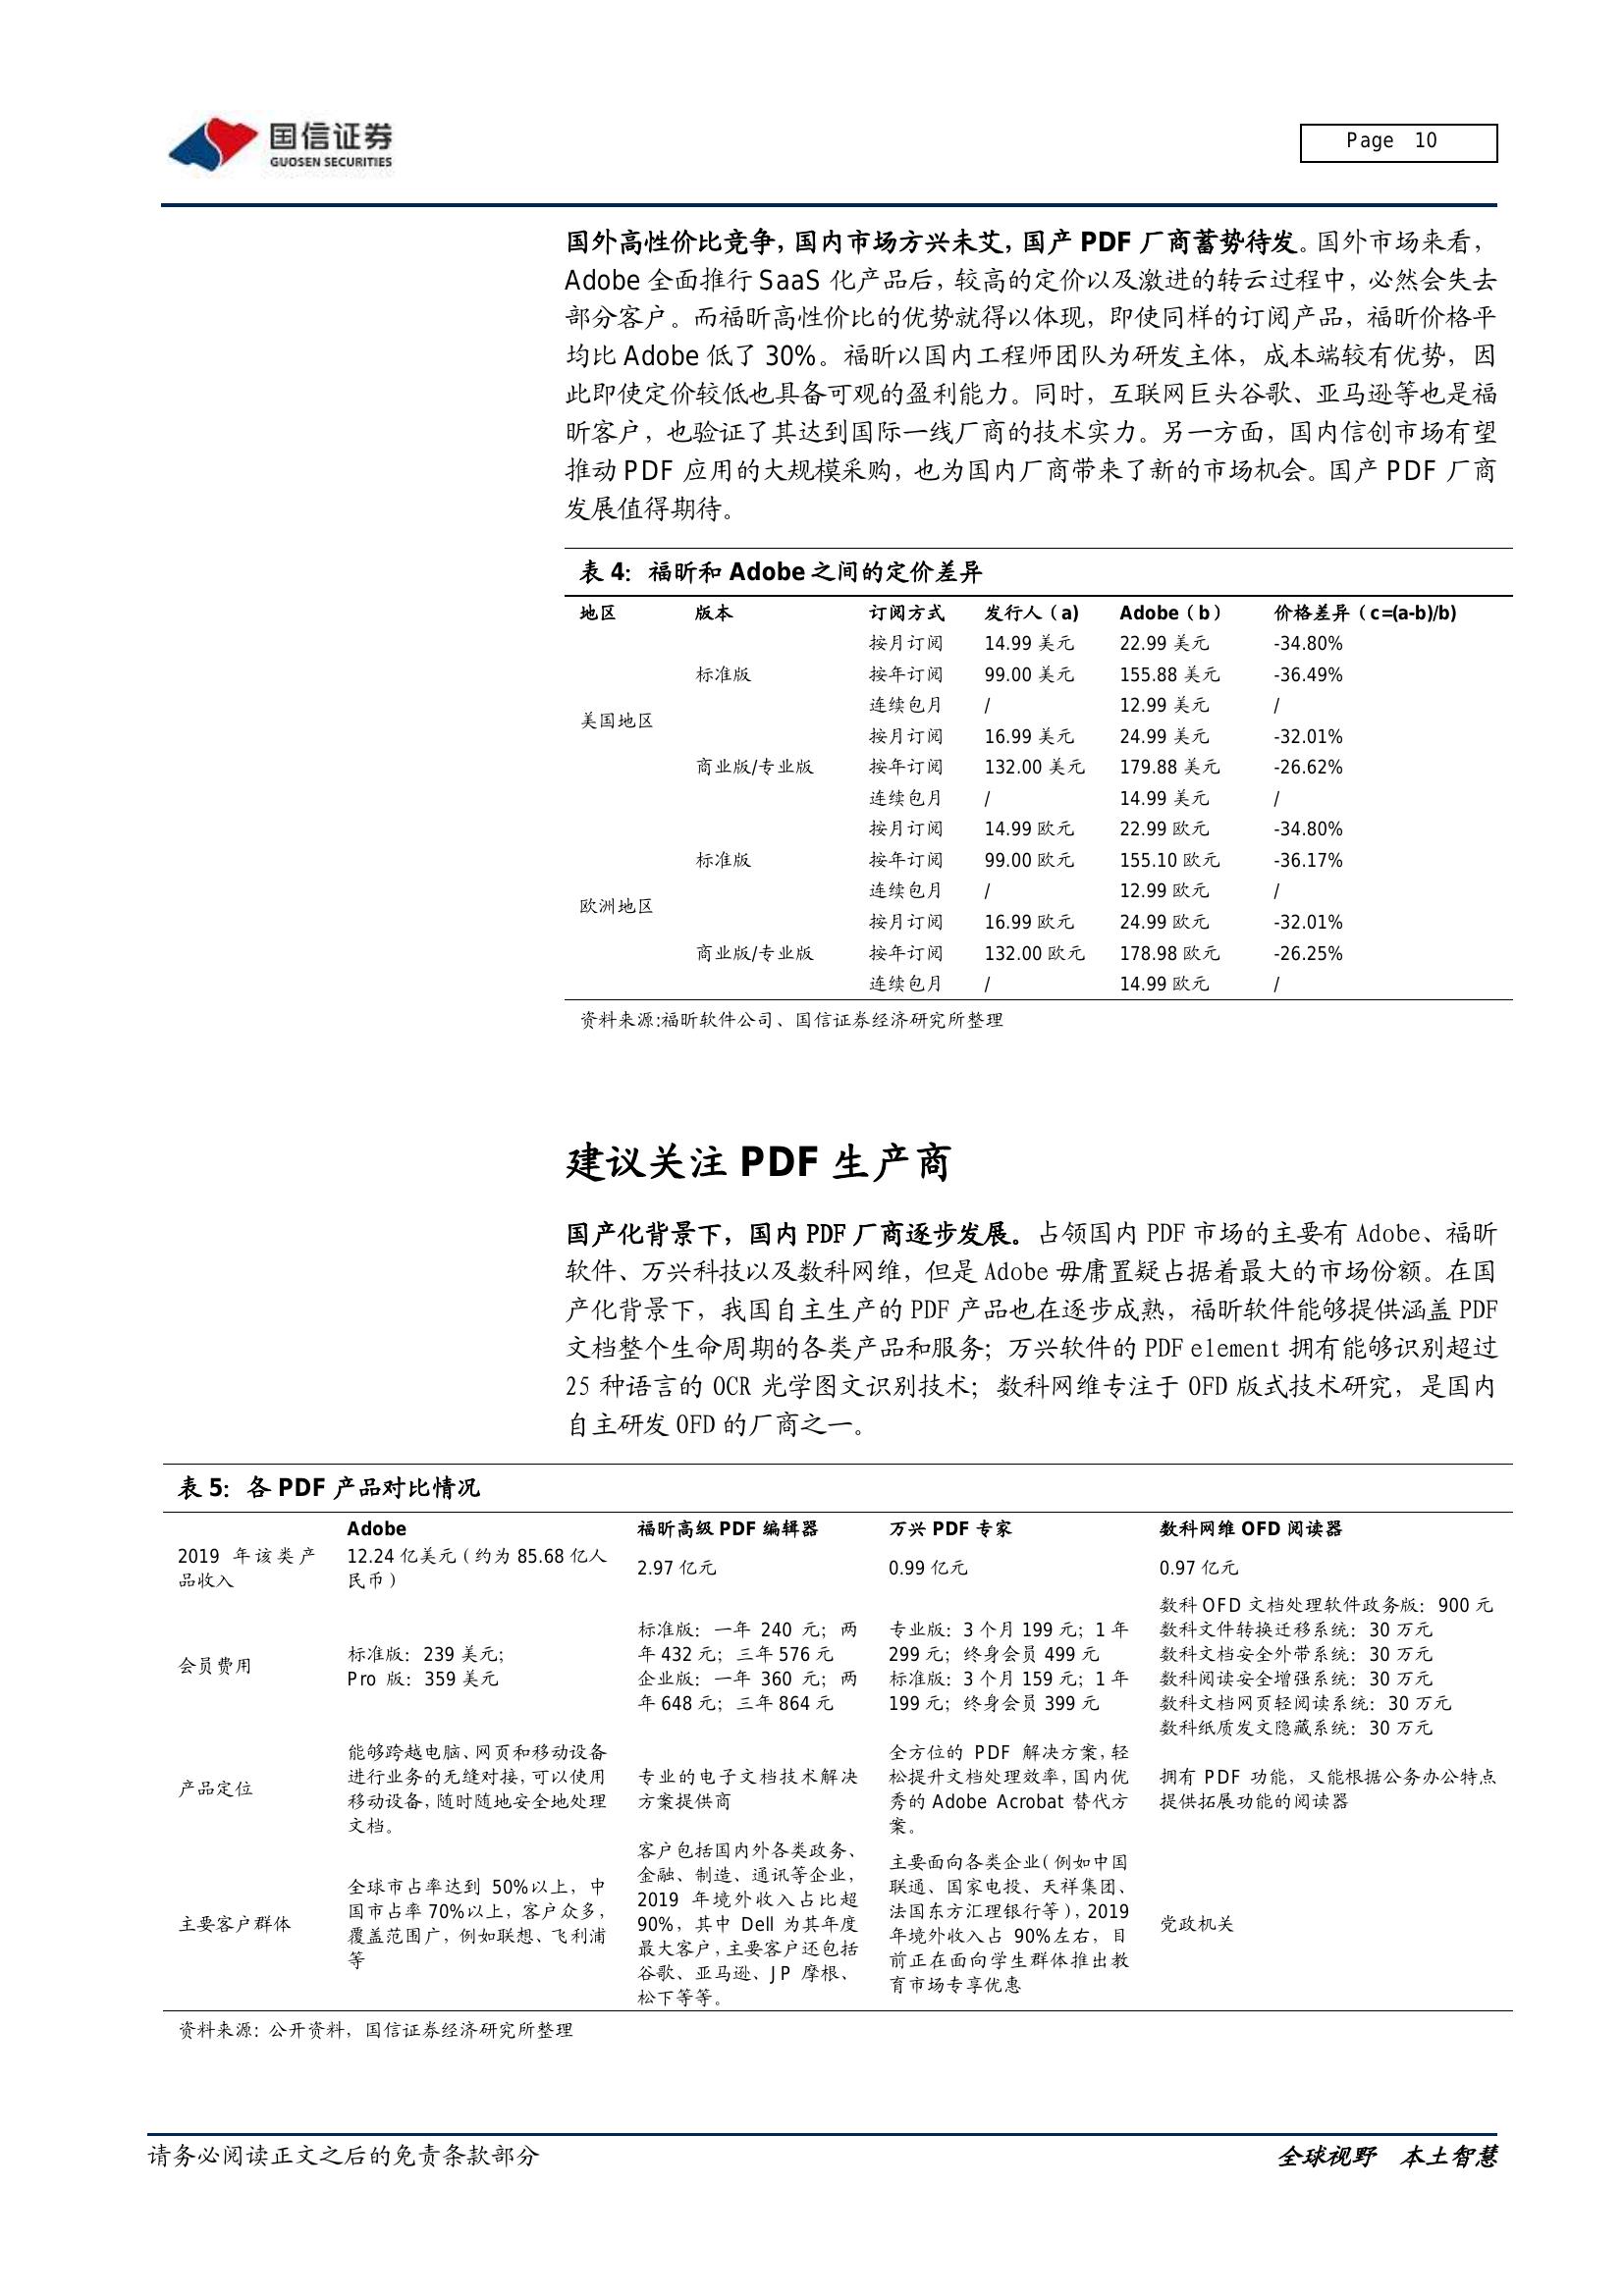 国信证券
GUOSEN SECURITIES
Page 10
国外高性价比竞争，国内市场方兴未艾，国产 PDF 厂商蓄势待发。国外市场来看，
Adobe 全面推行 SaaS 化产品后，较高的定价以及激进的转云过程中，必然会失去
部分客户。而福昕高性价比的优势就得以体现，即使同样的订阅产品，福昕价格平
均比 Adobe 低了 30%。福昕以国内工程师团队为研发主体，成本端较有优势，因
此即使定价较低也具备可观的盈利能力。同时，互联网巨头谷歌、亚马逊等也是福
昕客户，也验证了其达到国际一线厂商的技术实力。另一方面，国内信创市场有望
推动 PDF 应用的大规模采购，也为国内厂商带来了新的市场机会。国产 PDF 厂商
发展值得期待。
表 4：福昕和 Adobe 之间的定价差异
地区 版本 订阅方式 发行人（a） Adobe（b） 价格差异（c=(a-b)/b)
按月订阅 14.99 美元 22.99 美元 -34.80%
标准版 按年订阅 99.00 美元 155.88 美元 -36.49%
连续包月 / 12.99 美元 /
美国地区
按月订阅 16.99 美元 24.99 美元 -32.01%
商业版/专业版 按年订阅 132.00 美元 179.88 美元 -26.62%
连续包月 / 14.99 美元 /
按月订阅 14.99 欧元 22.99 欧元 -34.80%
标准版 按年订阅 99.00 欧元 155.10 欧元 -36.17%
连续包月 / 12.99 欧元 /
欧洲地区
按月订阅 16.99 欧元 24.99 欧元 -32.01%
商业版/专业版 按年订阅 132.00 欧元 178.98 欧元 -26.25%
连续包月 / 14.99 欧元 /
资料来源:福昕软件公司、国信证券经济研究所整理
建议关注 PDF 生产商
国产化背景下，国内 PDF 厂商逐步发展。占领国内 PDF 市场的主要有 Adobe、福昕
软件、万兴科技以及数科网维，但是 Adobe 毋庸置疑占据着最大的市场份额。在国
产化背景下，我国自主生产的 PDF 产品也在逐步成熟，福昕软件能够提供涵盖 PDF
文档整个生命周期的各类产品和服务；万兴软件的 PDF element 拥有能够识别超过
25 种语言的 OCR 光学图文识别技术；数科网维专注于 OFD 版式技术研究，是国内
自主研发 OFD 的厂商之一。
表 5：各 PDF 产品对比情况
Adobe 福昕高级 PDF 编辑器 万兴 PDF 专家 数科网维 OFD 阅读器
2019 年该类产
品收入
12.24 亿美元（约为 85.68 亿人
民币）
2.97 亿元
0.99 亿元
0.97 亿元
会员费用
标准版：239 美元；
Pro 版：359 美元
标准版：一年 240 元；两
年 432 元；三年 576 元
企业版：一年 360 元；两
年 648 元；三年 864 元
专业版：3 个月 199 元；1 年
299 元；终身会员 499 元
标准版：3 个月 159 元；1 年
199 元；终身会员 399 元
数科 OFD 文档处理软件政务版：900 元
数科文件转换迁移系统：30 万元
数科文档安全外带系统：30 万元
数科阅读安全增强系统：30 万元
数科文档网页轻阅读系统：30 万元
数科纸质发文隐藏系统：30 万元
产品定位
能够跨越电脑、网页和移动设备
进行业务的无缝对接，可以使用
移动设备，随时随地安全地处理
文档。
专业的电子文档技术解决
方案提供商
全方位的 PDF 解决方案，轻
松提升文档处理效率，国内优
秀的 Adobe Acrobat 替代方
案。
拥有 PDF 功能，又能根据公务办公特点
提供拓展功能的阅读器
主要客户群体
全球市占率达到 50%以上，中
国市占率 70%以上，客户众多，
覆盖范围广，例如联想、飞利浦
等
客户包括国内外各类政务、
金融、制造、通讯等企业，
2019 年境外收入占比超
90%，其中 Dell 为其年度
最大客户，主要客户还包括
谷歌、亚马逊、JP 摩根、
松下等等。
主要面向各类企业（例如中国
联通、国家电投、天祥集团、
法国东方汇理银行等），2019
年境外收入占 90%左右，目
前正在面向学生群体推出教
育市场专享优惠
党政机关
资料来源：公开资料，国信证券经济研究所整理
请务必阅读正文之后的免责条款部分
全球视野 本土智慧